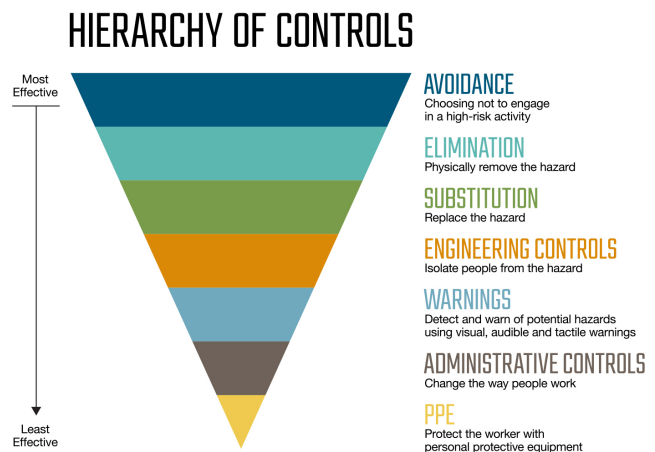 HIERARCHY OF CONTROLS
Most
Effective
AVOIDANCE
Choosing not to engage
in a high-risk activity
ELIMINATION
Physically remove the hazard
SUBSTITUTION
Replace the hazard
ENGINEERING CONTROLS
Isolate people from the hazard
WARNINGS
Detect and warn of potential hazards
using visual, audible and tactile warnings
ADMINISTRATIVE CONTROLS
Change the way people work
Least
Effective
PPE
Protect the worker with
personal protective equipment